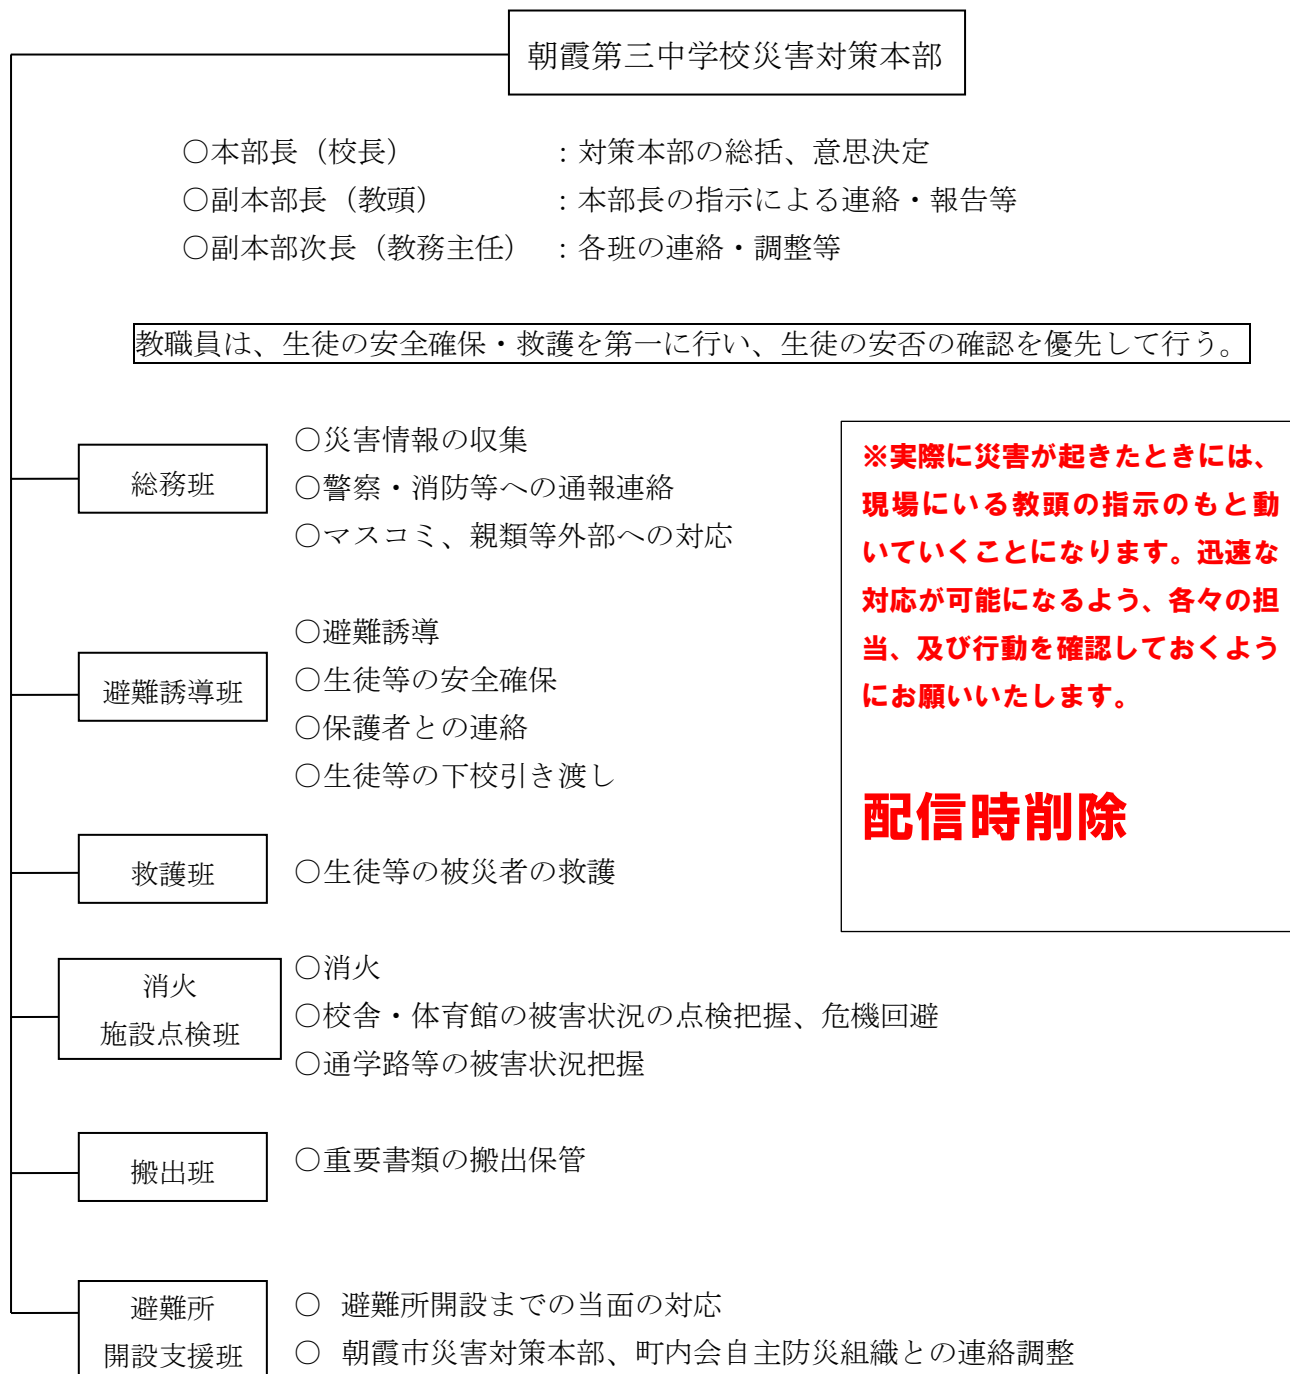 朝霞第三中学校災害対策本部
○本部長（校長）　　　　　：対策本部の総括、意思決定
○副本部長（教頭）　　　　：本部長の指示による連絡・報告等
○副本部次長（教務主任）　：各班の連絡・調整等
教職員は、生徒の安全確保・救護を第一に行い、生徒の安否の確認を優先して行う。
総務班
○災害情報の収集
○警察・消防等への通報連絡
○マスコミ、親類等外部への対応
※実際に災害が起きたときには、
現場にいる教頭の指示のもと動
いていくことになります。迅速な
対応が可能になるよう、各々の担
当、及び行動を確認しておくよう
にお願いいたします。
配信時削除
避難誘導班
○避難誘導
○生徒等の安全確保
○保護者との連絡
○生徒等の下校引き渡し
救護班
○生徒等の被災者の救護
消火
施設点検班
○消火
○校舎・体育館の被害状況の点検把握、危機回避
○通学路等の被害状況把握
搬出班
○重要書類の搬出保管
避難所
開設支援班
○　避難所開設までの当面の対応
○　朝霞市災害対策本部、町内会自主防災組織との連絡調整